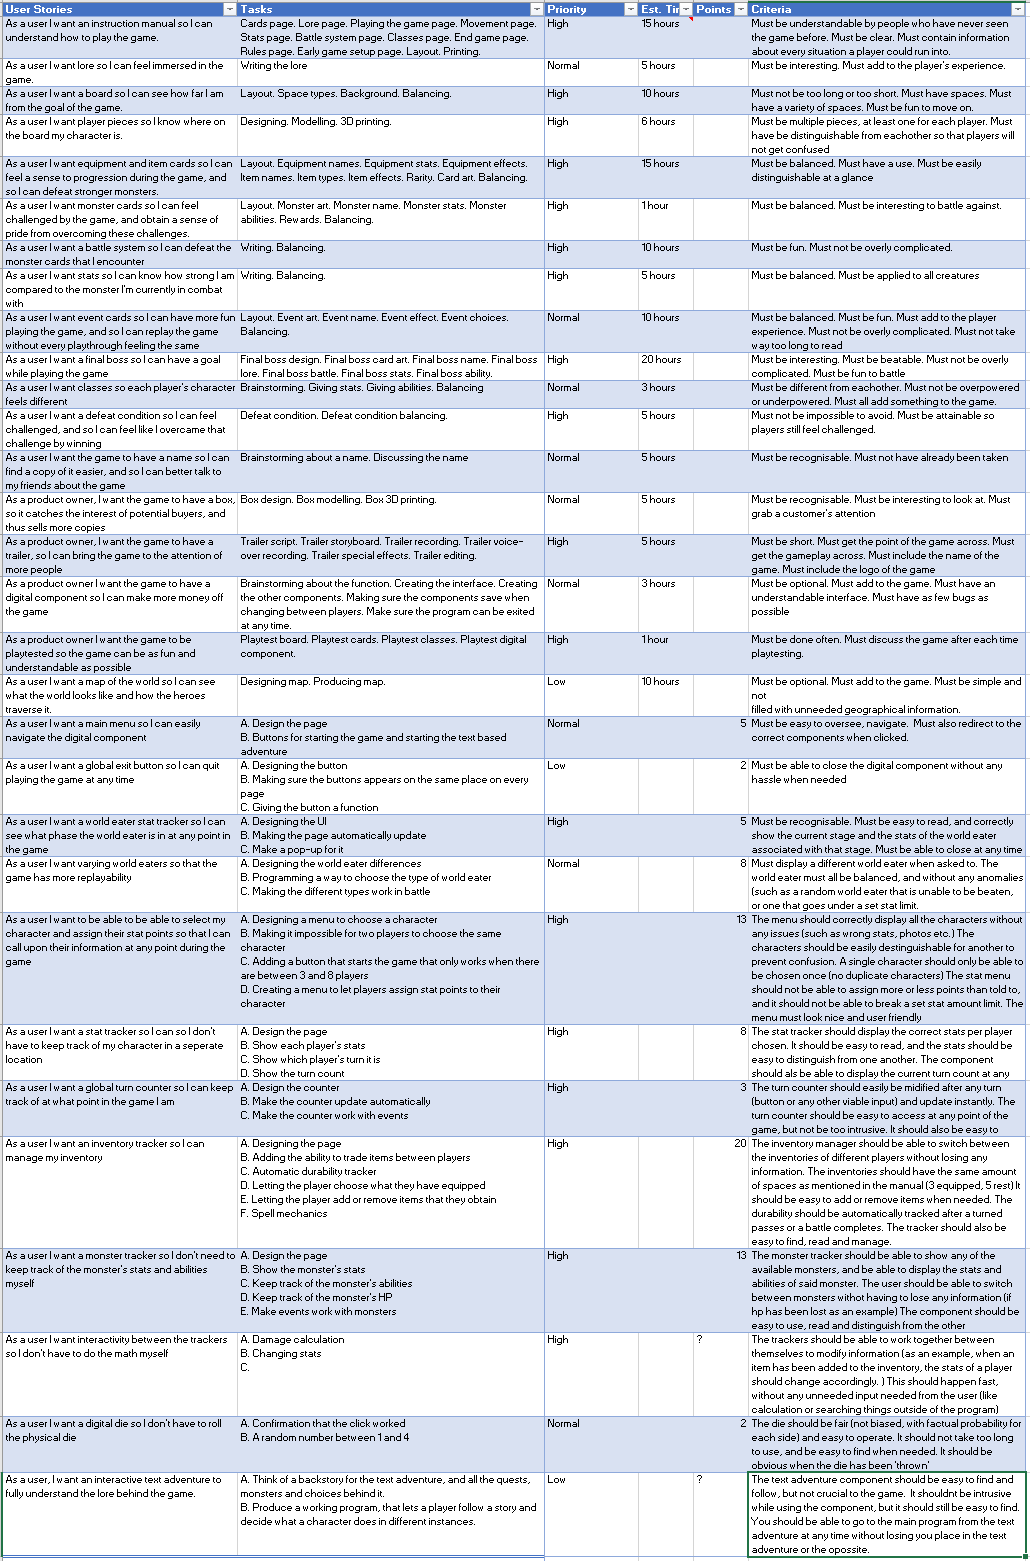 User Stories Tasks Priority Est. Tir Points Criteria
As a user I want an instruction manual so I can understand how to play the game.
Cards page. Lore page. Playing the game page. Movement page. Stats page. Battle system page. Classes page. End game page. Rules page. Early game setup page. Layout. Printing.
High
15 hours
Must be understandable by people who have never seen the game before. Must be clear. Must contain information about every situation a player could run into.
As a user I want lore so I can feel immersed in the game.
Writing the lore
Normal
5 hours
Must be interesting. Must add to the player's experience.
As a user I want a board so I can see how far I am from the goal of the game.
Layout. Space types. Background. Balancing.
High
10 hours
Must not be too long or too short. Must have spaces. Must have a variety of spaces. Must be fun to move on.
As a user I want player pieces so I know where on the board my character is.
Designing. Modelling. 3D printing.
High
6 hours
Must be multiple pieces, at least one for each player. Must have be distinguishable from eachother so that players will not get confused
As a user I want equipment and item cards so I can feel a sense to progression during the game, and so I can defeat stronger monsters.
Layout. Equipment names. Equipment stats. Equipment effects. Item names. Item types. Item effects. Rarity. Card art. Balancing.
High
15 hours
Must be balanced. Must have a use. Must be easily distinguishable at a glance
As a user I want monster cards so I can feel challenged by the game, and obtain a sense of pride from overcoming these challenges.
Layout. Monster art. Monster name. Monster stats. Monster abilities. Rewards. Balancing.
High
1 hour
Must be balanced. Must be interesting to battle against.
As a user I want a battle system so I can defeat the monster cards that I encounter
Writing. Balancing.
High
10 hours
Must be fun. Must not be overly complicated.
As a user I want stats so I can know how strong I am compared to the monster I'm currently in combat with
Writing. Balancing.
High
5 hours
Must be balanced. Must be applied to all creatures
As a user I want event cards so I can have more fun playing the game, and so I can replay the game without every playthrough feeling the same
Layout. Event art. Event name. Event effect. Event choices. Balancing.
Normal
10 hours
Must be balanced. Must be fun. Must add to the player experience. Must not be overly complicated. Must not take way too long to read
As a user I want a final boss so I can have a goal while playing the game
Final boss design. Final boss card art. Final boss name. Final boss lore. Final boss battle. Final boss stats. Final boss ability.
High
20 hours
Must be interesting. Must be beatable. Must not be overly complicated. Must be fun to battle
As a user I want classes so each player's character feels different
Brainstorming. Giving stats. Giving abilities. Balancing
Normal
3 hours
Must be different from eachother. Must not be overpowered or underpowered. Must all add something to the game.
As a user I want a defeat condition so I can feel challenged, and so I can feel like I overcame that challenge by winning
Defeat condition. Defeat condition balancing.
High
5 hours
Must not be impossible to avoid. Must be attainable so players still feel challenged.
As a user I want the game to have a name so I can find a copy of it easier, and so I can better talk to my friends about the game
Brainstorming about a name. Discussing the name
Normal
5 hours
Must be recognisable. Must not have already been taken
As a product owner, I want the game to have a box, so it catches the interest of potential buyers, and thus sells more copies
Box design. Box modelling. Box 3D printing.
Normal
5 hours
Must be recognisable. Must be interesting to look at. Must grab a customer's attention
As a product owner, I want the game to have a trailer, so I can bring the game to the attention of more people
Trailer script. Trailer storyboard. Trailer recording. Trailer voice-over recording. Trailer special effects. Trailer editing.
High
5 hours
Must be short. Must get the point of the game across. Must get the gameplay across. Must include the name of the game. Must include the logo of the game
As a product owner I want the game to have a digital component so I can make more money off the game
Brainstorming about the function. Creating the interface. Creating the other components. Making sure the components save when changing between players. Make sure the program can be exited at any time.
Normal
3 hours
Must be optional. Must add to the game. Must have an understandable interface. Must have as few bugs as possible
As a product owner I want the game to be playtested so the game can be as fun and understandable as possible
Playtest board. Playtest cards. Playtest classes. Playtest digital component.
High
1 hour
Must be done often. Must discuss the game after each time playtesting.
As a user I want a map of the world so I can see what the world looks like and how the heroes traverse it.
Designing map. Producing map.
Low
10 hours
Must be optional. Must add to the game. Must be simple and not
filled with unneeded geographical information.
As a user I want a main menu so I can easily navigate the digital component
A. Design the page
B. Buttons for starting the game and starting the text based adventure
Normal
5
Must be easy to oversee, navigate. Must also redirect to the correct components when clicked.
As a user I want a global exit button so I can quit playing the game at any time
A. Designing the button
B. Making sure the buttons appears on the same place on every page
C. Giving the button a function
Low
2
Must be able to close the digital component without any hassle when needed
As a user I want a world eater stat tracker so I can see what phase the world eater is in at any point in the game
A. Designing the UI
B. Making the page automatically update
C. Make a pop-up for it
High
5
Must be recognisable. Must be easy to read, and correctly show the current stage and the stats of the world eater associated with that stage. Must be able to close at any time
As a user I want varying world eaters so that the game has more replayability
A. Designing the world eater differences
B. Programming a way to choose the type of world eater
C. Making the different types work in battle
Normal
8
Must display a different world eater when asked to. The world eater must all be balanced, and without any anomalies (such as a random world eater that is unable to be beaten, or one that goes under a set stat limit.
As a user I want to be able to be able to select my character and assign their stat points so that I can call upon their information at any point during the game
A. Designing a menu to choose a character
B. Making it impossible for two players to choose the same character
C. Adding a button that starts the game that only works when there are between 3 and 8 players
D. Creating a menu to let players assign stat points to their character
High
13
The menu should correctly display all the characters without any issues (such as wrong stats, photos etc.) The characters should be easily destinguishable for another to prevent confusion. A single character should only be able to be chosen once (no duplicate characters) The stat menu should not be able to assign more or less points than told to, and it should not be able to break a set stat amount limit. The menu must look nice and user friendly
As a user I want a stat tracker so I can so I don't have to keep track of my character in a seperate location
A. Design the page
B. Show each player's stats
C. Show which player's turn it is
D. Show the turn count
High
8
The stat tracker should display the correct stats per player chosen. It should be easy to read, and the stats should be easy to distinguish from one another. The component should als be able to display the current turn count at any
As a user I want a global turn counter so I can keep track of at what point in the game I am
A. Design the counter
B. Make the counter update automatically
C. Make the counter work with events
High
3
The turn counter should easily be midified after any turn (button or any other viable input) and update instantly. The turn counter should be easy to access at any point of the game, but not be too intrusive. It should also be easy to
As a user I want an inventory tracker so I can manage my inventory
A. Designing the page
B. Adding the ability to trade items between players
C. Automatic durability tracker
D. Letting the player choose what they have equipped
E. Letting the player add or remove items that they obtain
F. Spell mechanics
High
20
The inventory manager should be able to switch between the inventories of different players without losing any information. The inventories should have the same amount of spaces as mentioned in the manual (3 equipped, 5 rest) It should be easy to add or remove items when needed. The durability should be automatically tracked after a turned passes or a battle completes. The tracker should also be easy to find, read and manage.
As a user I want a monster tracker so I don't need to keep track of the monster's stats and abilities myself
A. Design the page
B. Show the monster's stats
C. Keep track of the monster's abilities
D. Keep track of the monster's HP
E. Make events work with monsters
High
13
The monster tracker should be able to show any of the available monsters, and be able to display the stats and abilities of said monster. The user should be able to switch between monsters withot having to lose any information (if hp has been lost as an example) The component should be easy to use, read and distinguish from the other
As a user I want interactivity between the trackers so I don't have to do the math myself
A. Damage calculation
B. Changing stats
C.
High
?
The trackers should be able to work together between themselves to modify information (as an example, when an item has been added to the inventory, the stats of a player should change accordingly. ) This should happen fast, without any unneeded input needed from the user (like calculation or searching things outside of the program)
As a user I want a digital die so I don't have to roll the physical die
A. Confirmation that the click worked
B. A random number between 1 and 4
Normal
2
The die should be fair (not biased, with factual probability for each side) and easy to operate. It should not take too long to use, and be easy to find when needed. It should be obvious when the die has been 'thrown'
As a user, I want an interactive text adventure to fully understand the lore behind the game.
A. Think of a backstory for the text adventure, and all the quests, monsters and choices behind it.
B. Produce a working program, that lets a player follow a story and decide what a character does in different instances.
Low
?
The text adventure component should be easy to find and follow, but not crucial to the game. It shouldnt be intrusive while using the component, but it should still be easy to find. You should be able to go to the main program from the text adventure at any time without losing you place in the text adventure or the opossite.